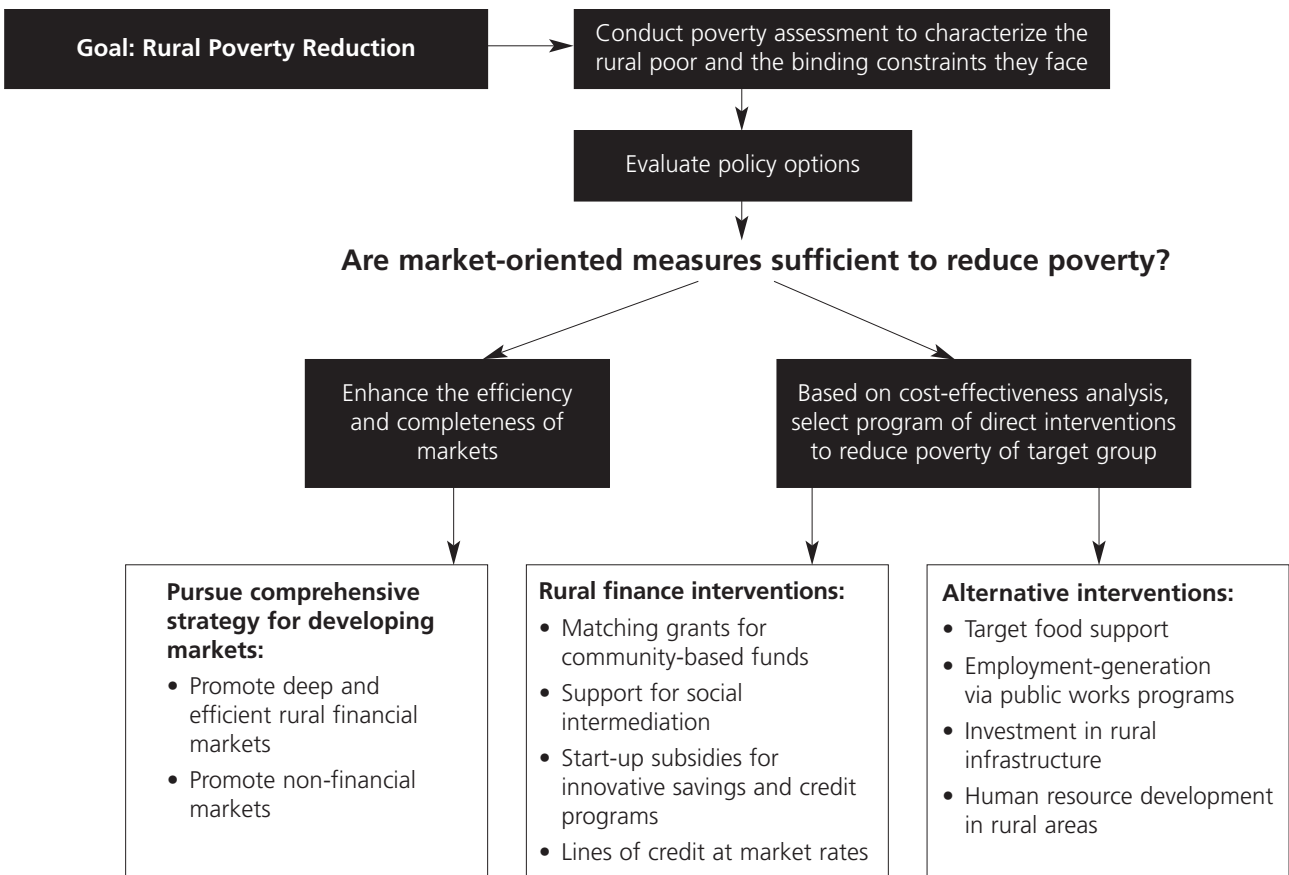 Goal: Rural Poverty Reduction
Conduct poverty assessment to characterize the
rural poor and the binding constraints they face
Evaluate policy options
Are market-oriented measures sufficient to reduce poverty?
Enhance the efficiency
and completeness of
markets
Based on cost-effectiveness analysis,
select program of direct interventions
to reduce poverty of target group
Pursue comprehensive
strategy for developing
markets:
• Promote deep and
efficient rural financial
markets
• Promote non-financial
markets
Rural finance interventions:
• Matching grants for
community-based funds
• Support for social
intermediation
• Start-up subsidies for
innovative savings and credit
programs
• Lines of credit at market rates
Alternative interventions:
• Target food support
• Employment-generation
via public works programs
• Investment in rural
infrastructure
• Human resource development
in rural areas